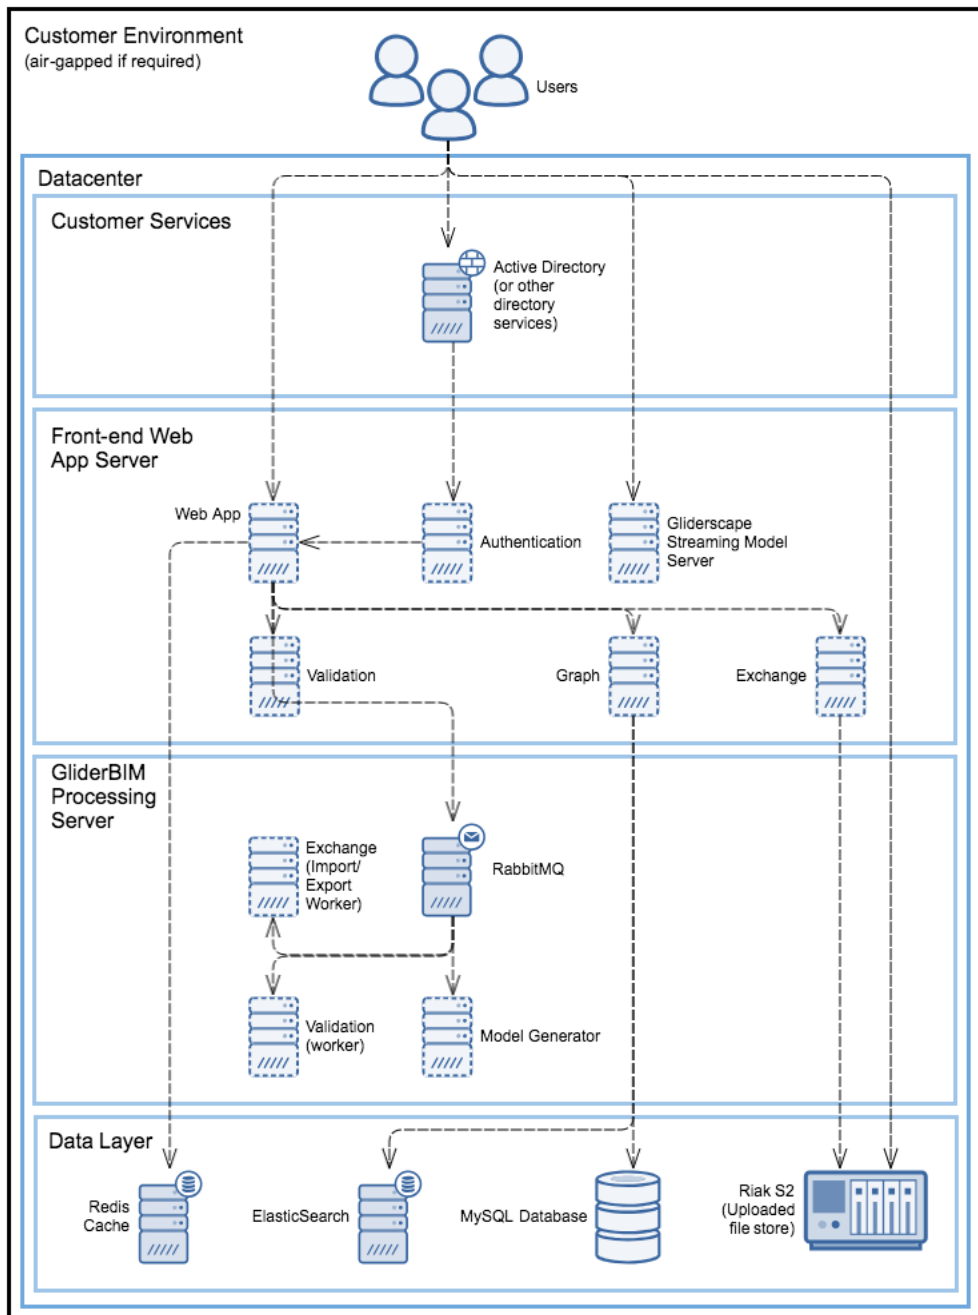 Customer Environment
(air-gapped if required)
Users
Datacenter
Customer Services
Active Directory
(or other
directory
services)
Front-end Web
App Server
Web App
Authentication
Gliderscape
Streaming Model
Server
Validation
Graph
Exchange
GliderBIM
Processing
Server
Exchange
(Import/
Export
Worker)
RabbitMQ
Validation
(worker)
Model Generator
Data Layer
Redis
Cache
ElasticSearch
MySQL Database
Riak S2
(Uploaded
file store)